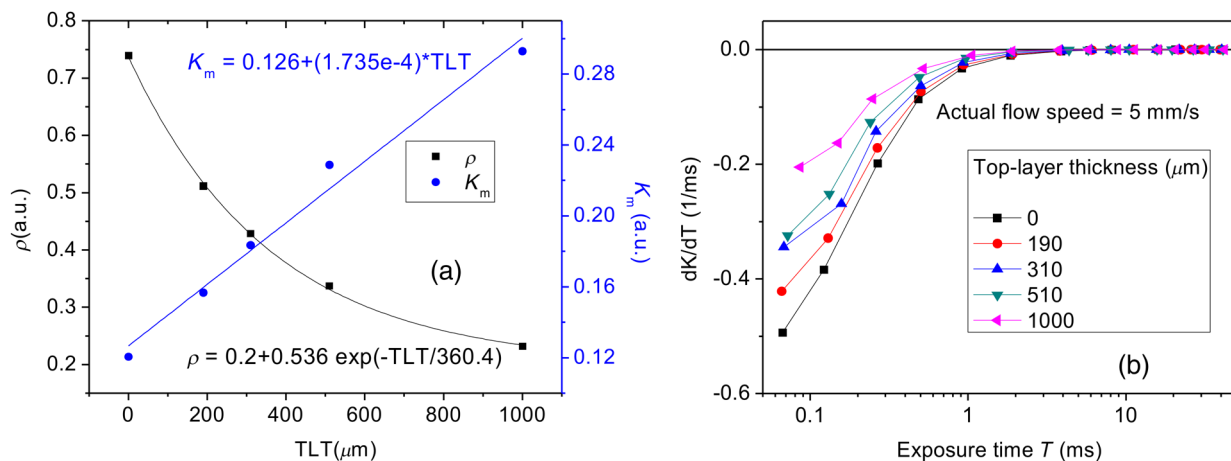 (a)
K_m = 0.126+(1.735e-4)*TLT
ρ = 0.2+0.536 exp(-TLT/360.4)
ρ
K_m
ρ(a.u.)
0.8
0.7
0.6
0.5
0.4
0.3
0.2
K_m (a.u.)
0.28
0.24
0.20
0.16
0.12
0
200
400
600
800
1000
TLT(μm)
(b)
Actual flow speed = 5 mm/s
Top-layer thickness (μm)
0
190
310
510
1000
dK/dT (1/ms)
0.0
-0.2
-0.4
-0.6
0.1
1
10
Exposure time T (ms)